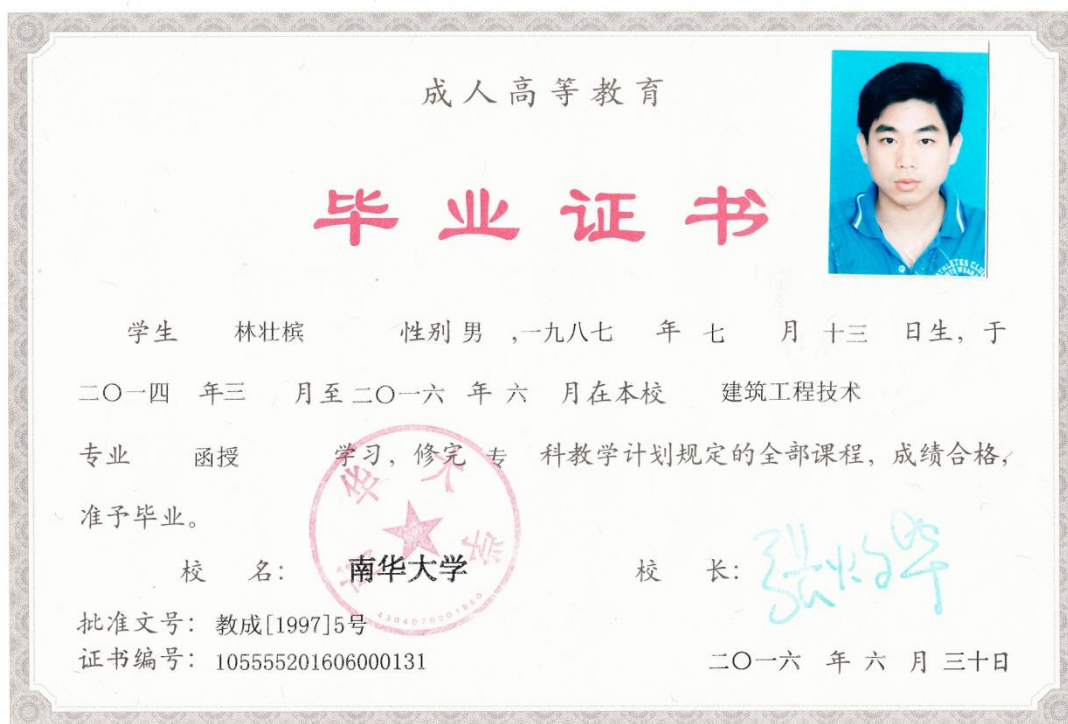 成人高等教育
毕业证书
学生 林壮槟 性别 男 ,一九八七 年 七 月 十三 日生，于
二〇一四 年三 月至 二〇一六 年 六 月在本校 建筑工程技术
专业 函授 学习，修完 专 科教学计划规定的全部课程，成绩合格，
准予毕业。
校 名： 南华大学 校 长：
南华大学
批准文号： 教成[1997]5号
证书编号： 105555201606000131 二〇一六 年 六 月 三十日